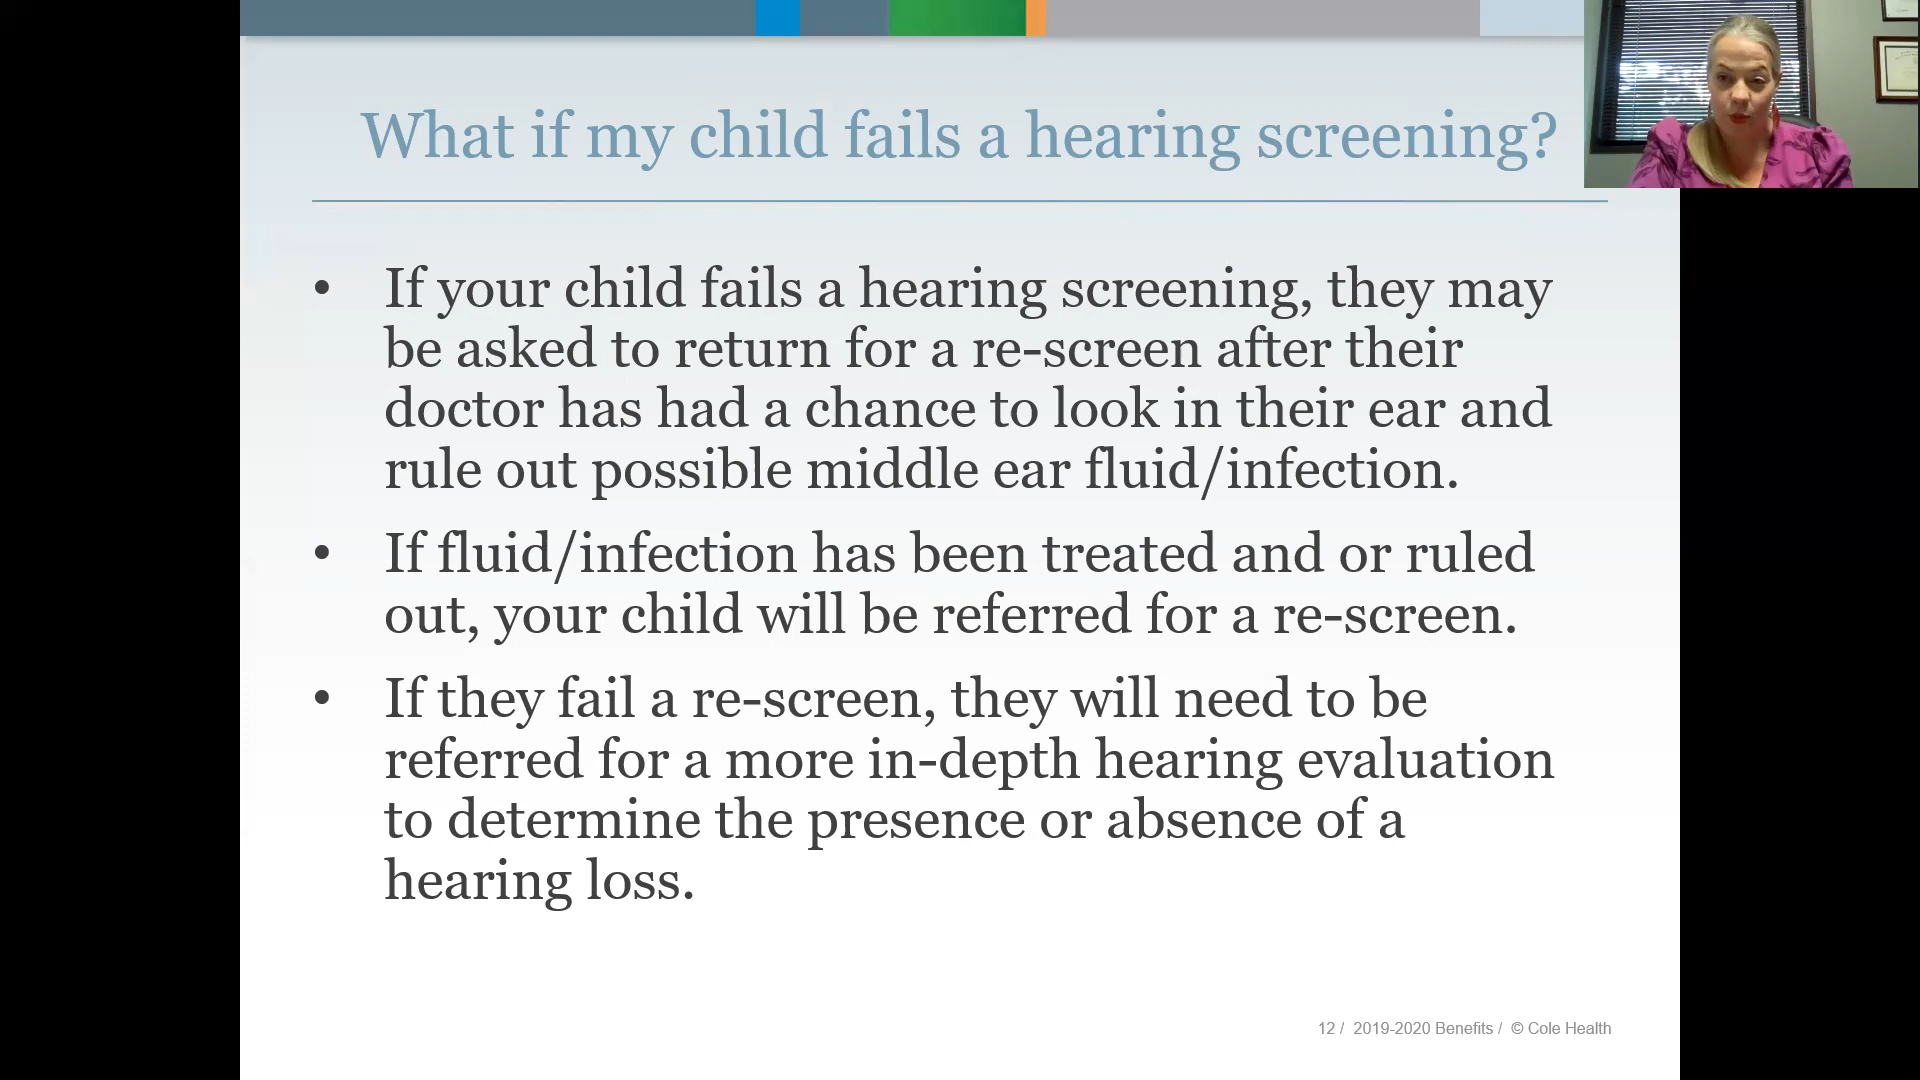 What if my child fails a hearing screening?
• If your child fails a hearing screening, they may
be asked to return for a re-screen after their
doctor has had a chance to look in their ear and
rule out possible middle ear fluid/infection.
• If fluid/infection has been treated and or ruled
out, your child will be referred for a re-screen.
• If they fail a re-screen, they will need to be
referred for a more in-depth hearing evaluation
to determine the presence or absence of a
hearing loss.
12 / 2019-2020 Benefits / © Cole Health